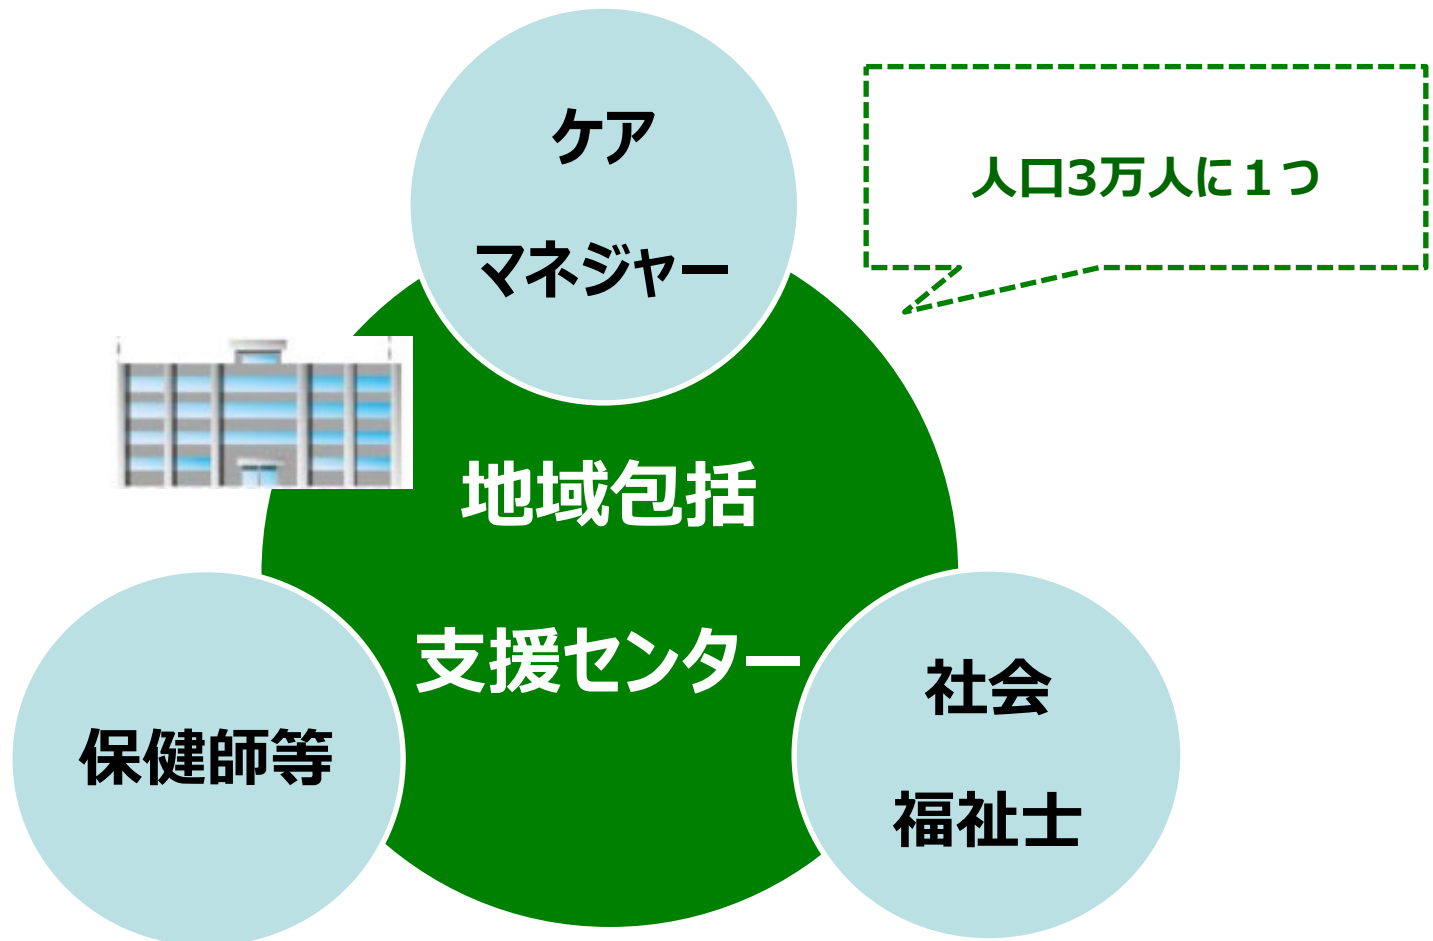 ケア
マネジャー
人口3万人に１つ
地域包括
支援センター
保健師等
社会
福祉士